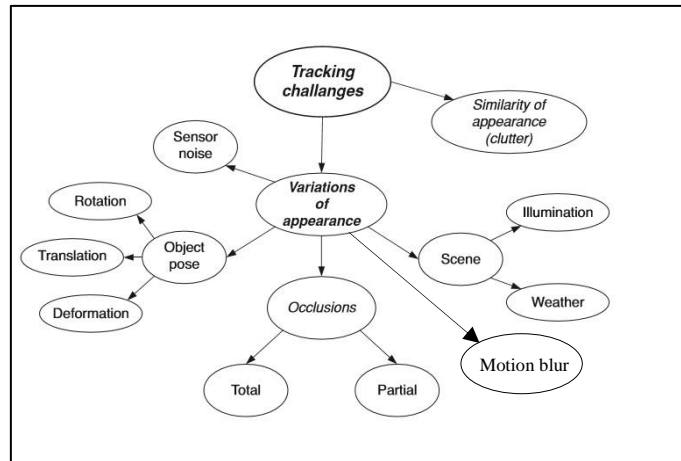 Tracking
challanges
Similarity of
appearance
(clutter)
Sensor
noise
Variations
of
appearance
Rotation
Illumination
Object
pose
Translation
Scene
Deformation
Weather
Occlusions
Motion blur
Total
Partial